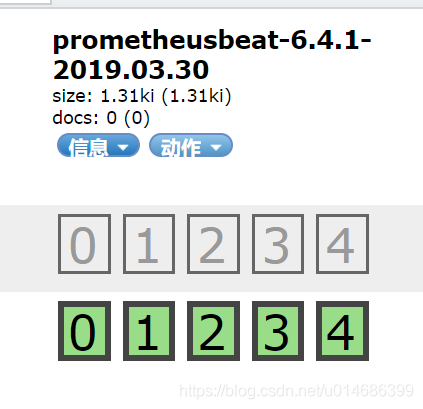 prometheusbeat-6.4.1-
2019.03.30
size: 1.31ki (1.31ki)
docs: 0 (0)
信息 动作
0 1 2 3 4
0 1 2 3 4
https://blog.csdn.net/u014686399